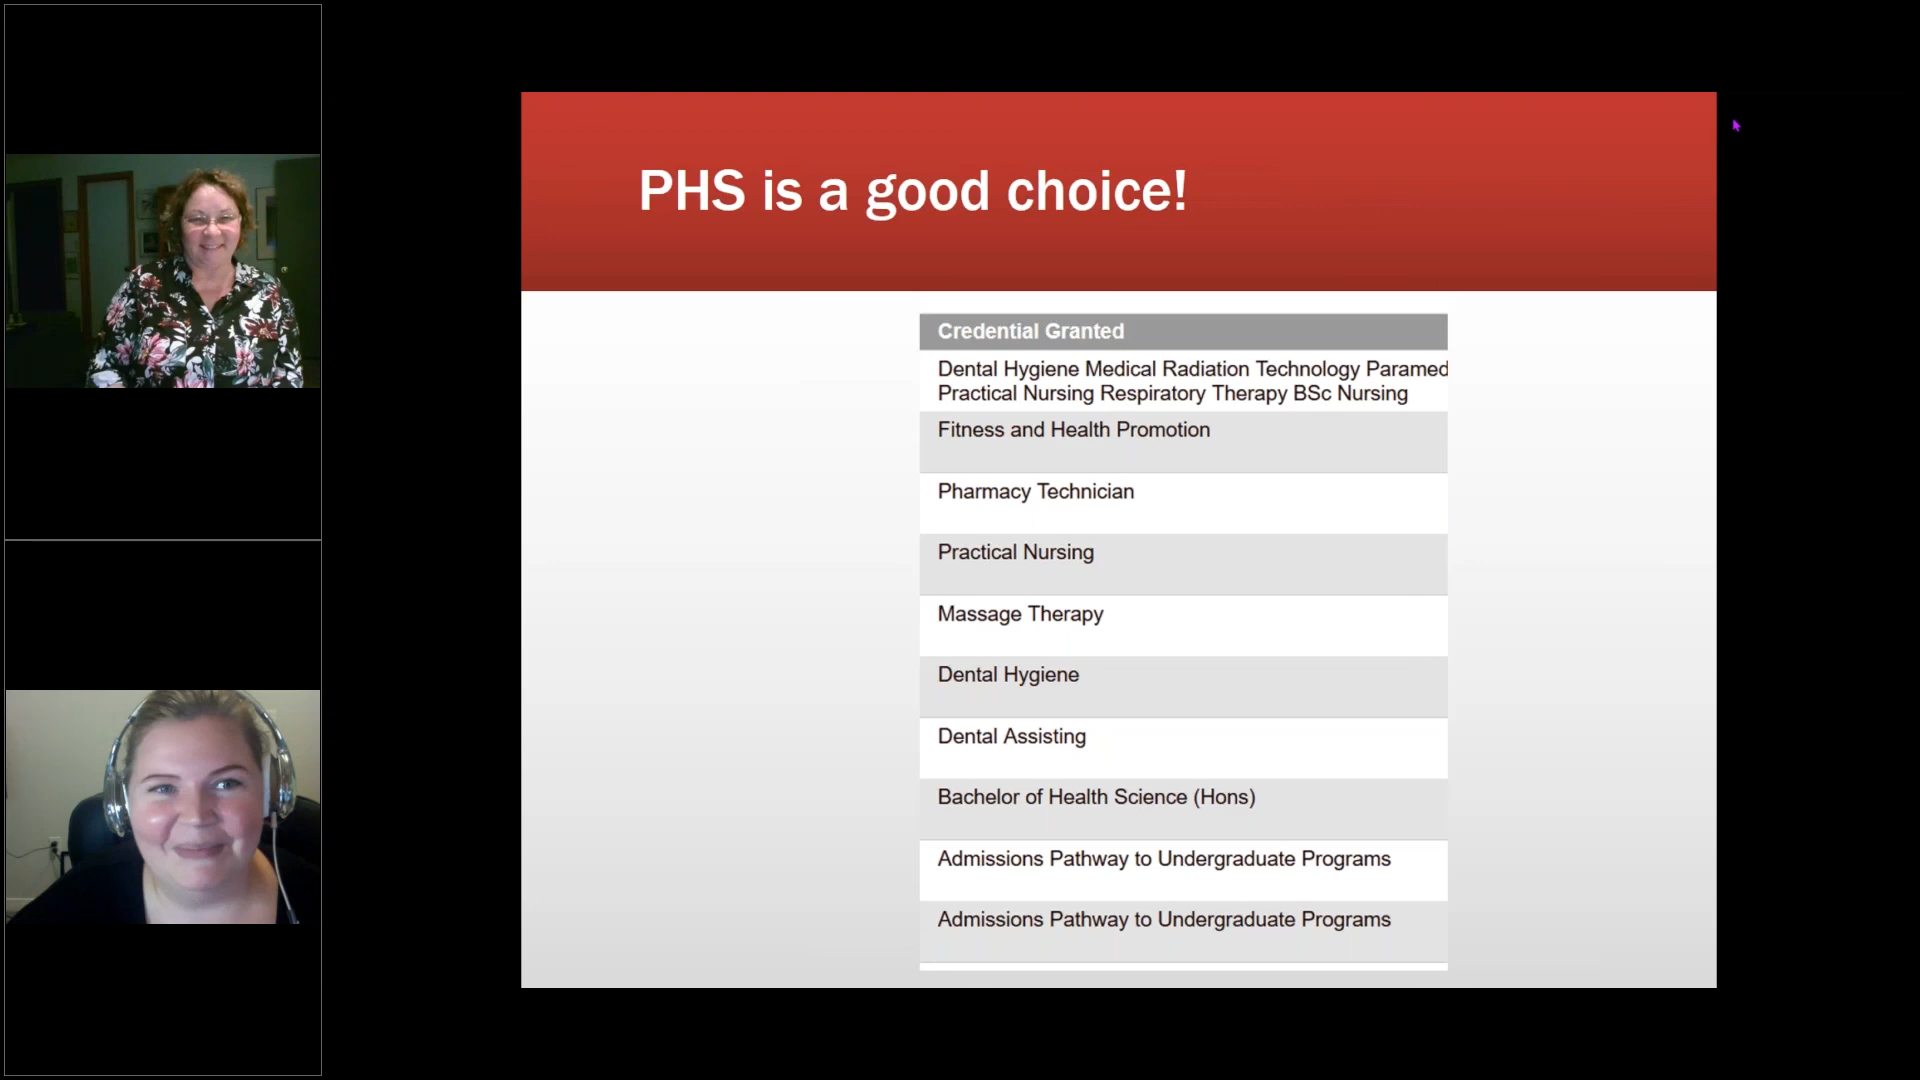 PHS is a good choice!
Credential Granted
Dental Hygiene Medical Radiation Technology Paramed
Practical Nursing Respiratory Therapy BSc Nursing
Fitness and Health Promotion
Pharmacy Technician
Practical Nursing
Massage Therapy
Dental Hygiene
Dental Assisting
Bachelor of Health Science (Hons)
Admissions Pathway to Undergraduate Programs
Admissions Pathway to Undergraduate Programs